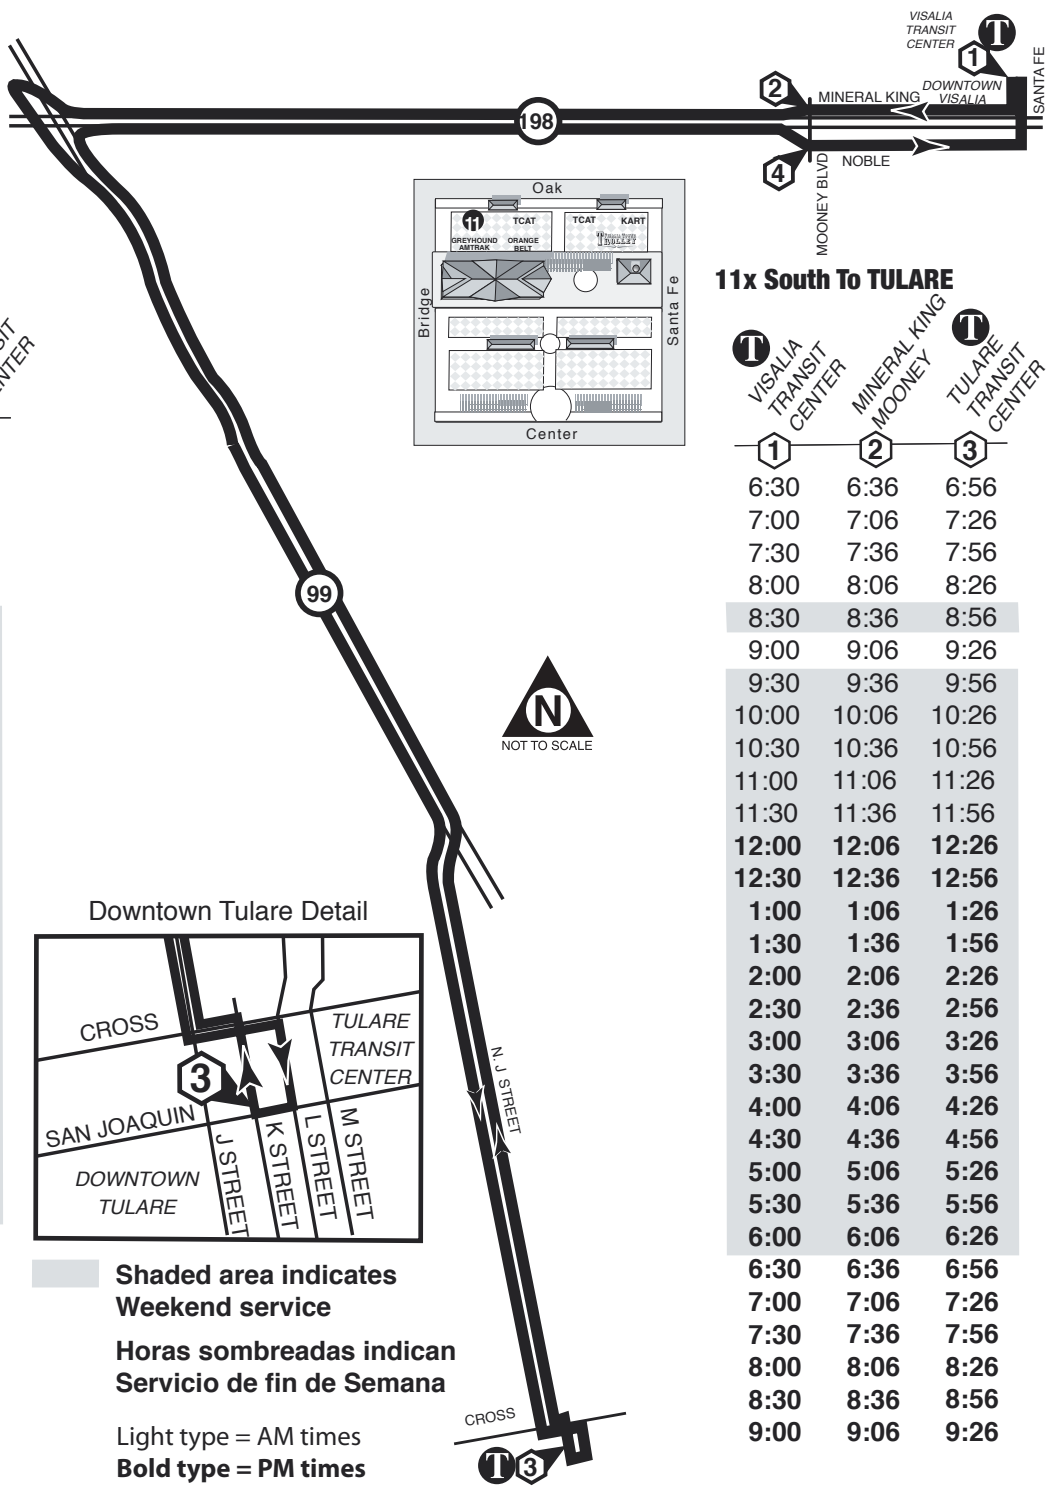 VISALIA
TRANSIT
CENTER
T
1
SANTA FE
DOWNTOWN
VISALIA
2
MINERAL KING
198
4
NOBLE
MOONEY BLVD
Oak
11
TCAT
TCAT
KART
GREYHOUND
AMTRAK
ORANGE
BELT
TROLLEY
Bridge
Santa Fe
Center
99
N
NOT TO SCALE
11x South To TULARE
T
VISALIA
TRANSIT
CENTER
MINERAL KING
MOONEY
T
TULARE
TRANSIT
CENTER
1 2 3
6:30 6:36 6:56
7:00 7:06 7:26
7:30 7:36 7:56
8:00 8:06 8:26
8:30 8:36 8:56
9:00 9:06 9:26
9:30 9:36 9:56
10:00 10:06 10:26
10:30 10:36 10:56
11:00 11:06 11:26
11:30 11:36 11:56
12:00 12:06 12:26
12:30 12:36 12:56
1:00 1:06 1:26
1:30 1:36 1:56
2:00 2:06 2:26
2:30 2:36 2:56
3:00 3:06 3:26
3:30 3:36 3:56
4:00 4:06 4:26
4:30 4:36 4:56
5:00 5:06 5:26
5:30 5:36 5:56
6:00 6:06 6:26
6:30 6:36 6:56
7:00 7:06 7:26
7:30 7:36 7:56
8:00 8:06 8:26
8:30 8:36 8:56
9:00 9:06 9:26
Downtown Tulare Detail
CROSS
TULARE
TRANSIT
CENTER
3
SAN JOAQUIN
DOWNTOWN
TULARE
J STREET
K STREET
L STREET
M STREET
N. J STREET
Shaded area indicates
Weekend service
Horas sombreadas indican
Servicio de fin de Semana
Light type = AM times
Bold type = PM times
CROSS
T
3